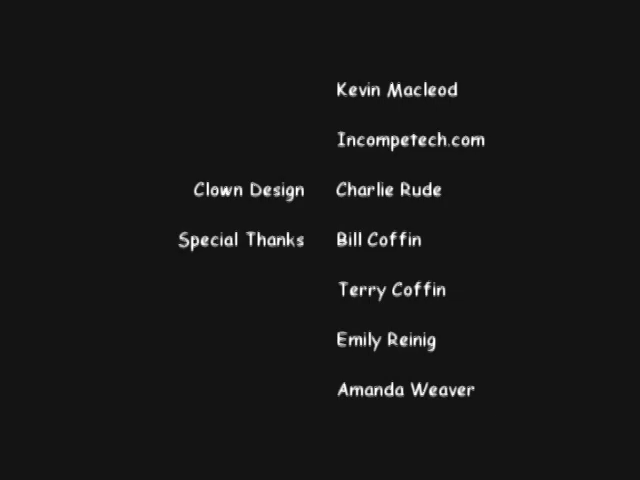 Kevin Macleod
Incompetech.com
Clown Design Charlie Rude
Special Thanks Bill Coffin
Terry Coffin
Emily Reinig
Amanda Weaver